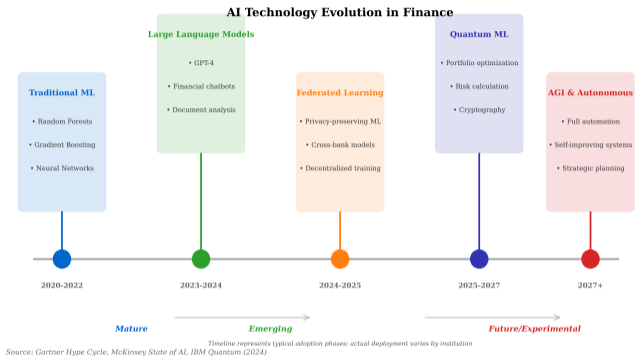 AI Technology Evolution in Finance
Large Language Models
• GPT-4
• Financial chatbots
• Document analysis
Quantum ML
• Portfolio optimization
• Risk calculation
• Cryptography
Traditional ML
• Random Forests
• Gradient Boosting
• Neural Networks
Federated Learning
• Privacy-preserving ML
• Cross-bank models
• Decentralized training
AGI & Autonomous
• Full automation
• Self-improving systems
• Strategic planning
2020-2022
2023-2024
2024-2025
2025-2027
2027+
Mature
Emerging
Future/Experimental
Timeline represents typical adoption phases; actual deployment varies by institution
Source: Gartner Hype Cycle, McKinsey State of AI, IBM Quantum (2024)